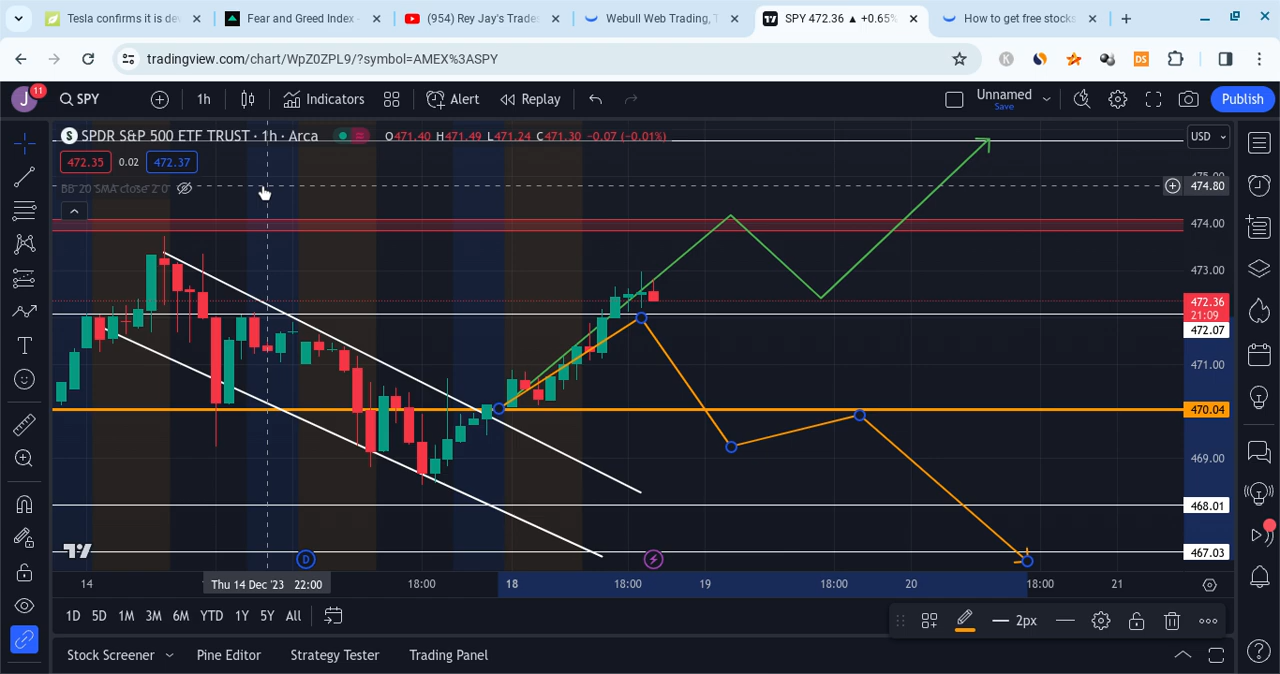 Tesla confirms it is de
Fear and Greed Index
(954) Rey Jay's Trade
Webull Web Trading, T
SPY 472.36 ▲ +0.65%
How to get free stocks
tradingview.com/chart/WpZ0ZPL9/?symbol=AMEX%3ASPY
K
DS
J
11
SPY
1h
Indicators
Alert
Replay
Unnamed
Save
Publish
SPDR S&P 500 ETF TRUST · 1h · Arca
O471.40 H471.49 L471.24 C471.30 -0.07 (-0.01%)
USD
472.35
0.02
472.37
BB 20 SMA close 2 0
475.00
474.80
474.00
473.00
472.36
21:09
472.07
471.00
470.04
469.00
468.01
467.03
D
14
Thu 14 Dec '23 22:00
18:00
18
18:00
19
18:00
20
18:00
21
1D 5D 1M 3M 6M YTD 1Y 5Y All
2px
Stock Screener
Pine Editor
Strategy Tester
Trading Panel